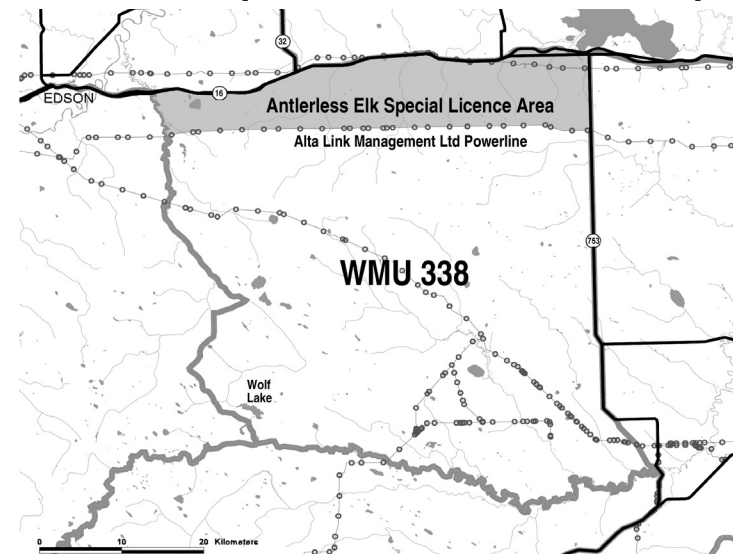 32
16
EDSON
Antlerless Elk Special Licence Area
Alta Link Management Ltd Powerline
753
WMU 338
Wolf
Lake
0 10 20 Kilometers